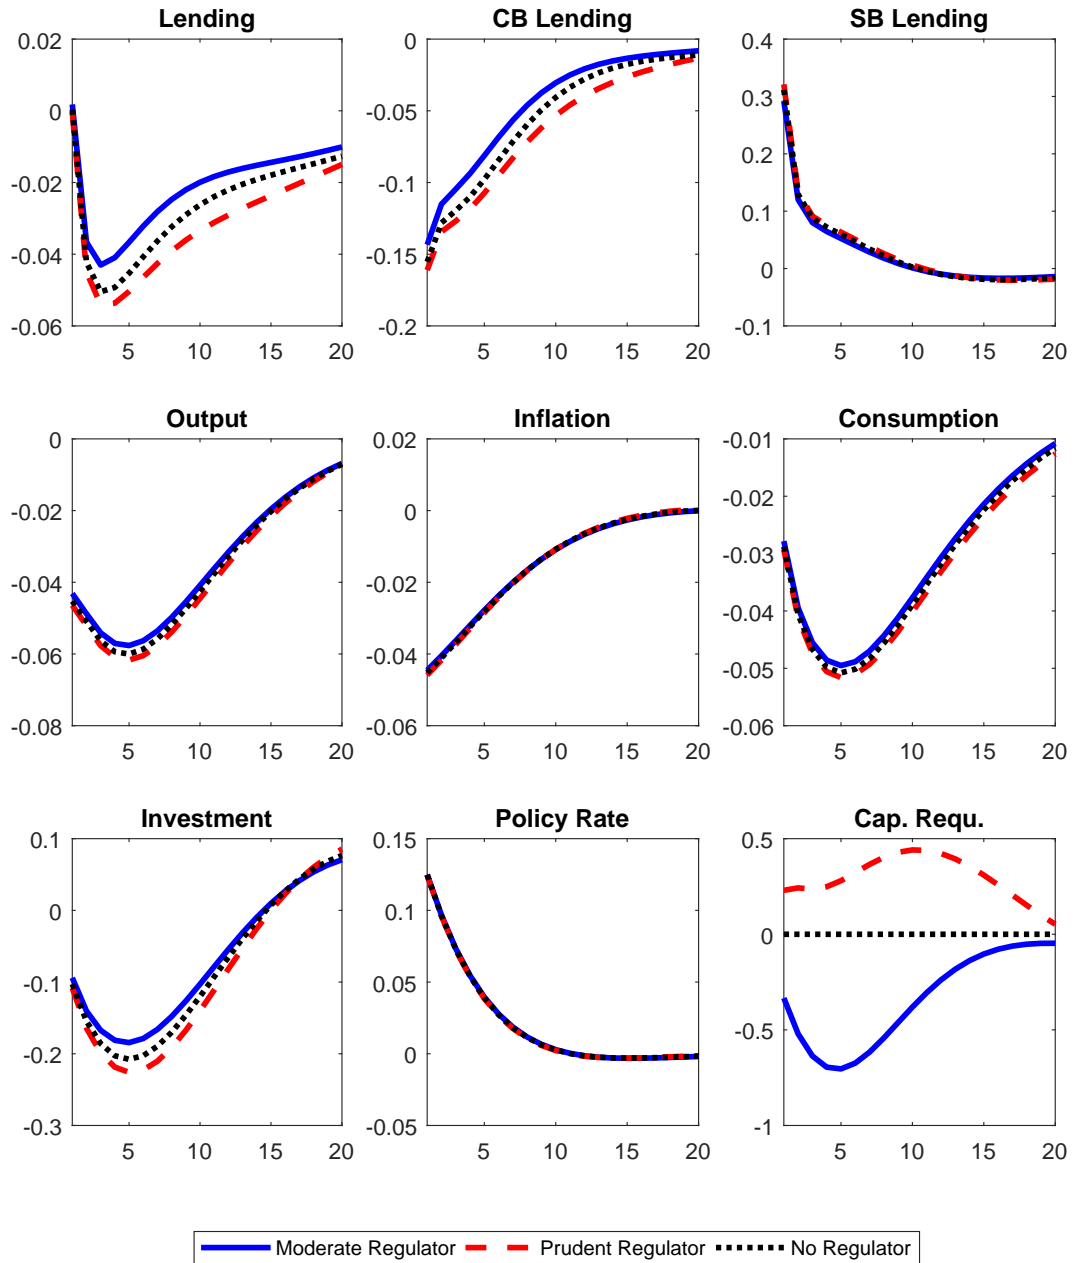 Lending
CB Lending
SB Lending
0.02
0
-0.02
-0.04
-0.06
5 10 15 20
0
-0.05
-0.1
-0.15
-0.2
5 10 15 20
0.4
0.3
0.2
0.1
0
-0.1
5 10 15 20
Output
Inflation
Consumption
0
-0.02
-0.04
-0.06
-0.08
5 10 15 20
0.02
0
-0.02
-0.04
-0.06
5 10 15 20
-0.01
-0.02
-0.03
-0.04
-0.05
-0.06
5 10 15 20
Investment
Policy Rate
Cap. Requ.
0.1
0
-0.1
-0.2
-0.3
5 10 15 20
0.15
0.1
0.05
0
-0.05
5 10 15 20
0.5
0
-0.5
-1
5 10 15 20
Moderate Regulator Prudent Regulator No Regulator